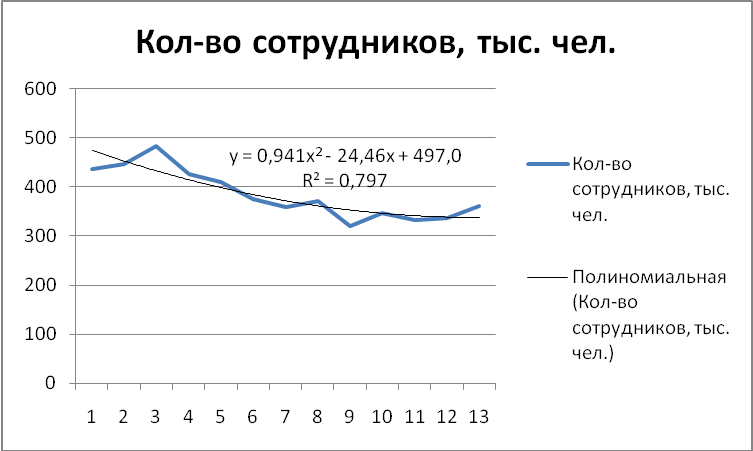 Кол-во сотрудников, тыс. чел.
600
500
400
300
200
100
0
y = 0,941x² - 24,46x + 497,0
R² = 0,797
1 2 3 4 5 6 7 8 9 10 11 12 13
Кол-во
сотрудников, тыс.
чел.
Полиномиальная
(Кол-во
сотрудников, тыс.
чел.)